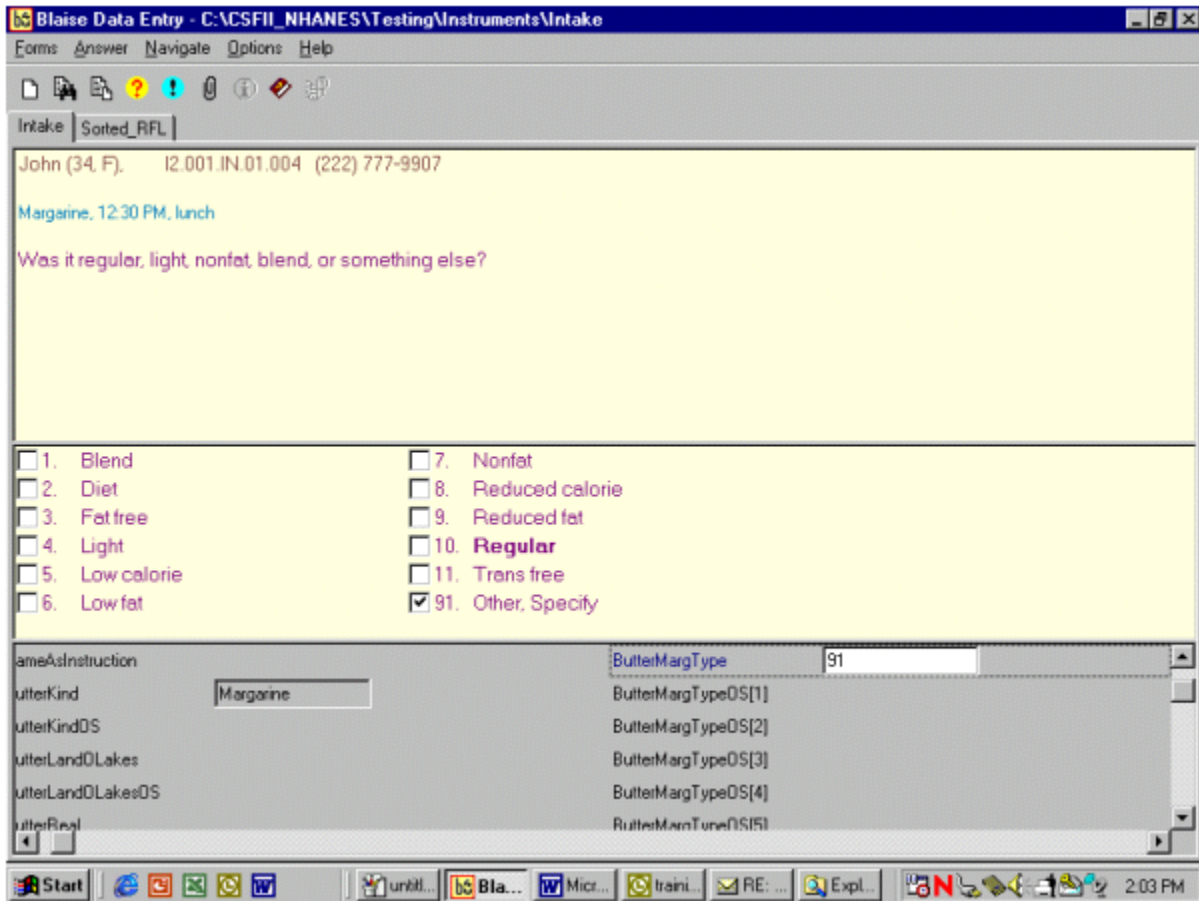 Blaise Data Entry - C:\CSFII_NHANES\Testing\Instruments\Intake
Forms Answer Navigate Options Help
Intake Sorted_RFL
John (34, F), I2.001.IN.01.004 (222) 777-9907
Margarine, 12:30 PM, lunch
Was it regular, light, nonfat, blend, or something else?
1. Blend
2. Diet
3. Fat free
4. Light
5. Low calorie
6. Low fat
7. Nonfat
8. Reduced calorie
9. Reduced fat
10. Regular
11. Trans free
91. Other, Specify
ameAsInstruction ButterMargType 91
utterKind Margarine ButterMargTypeOS[1]
utterKindOS ButterMargTypeOS[2]
utterLandOLakes ButterMargTypeOS[3]
utterLandOLakesOS ButterMargTypeOS[4]
utterReal ButterMargTypeOS[5]
Start untitl... Bla... Micr... traini... RE: ... Expl... 2:03 PM